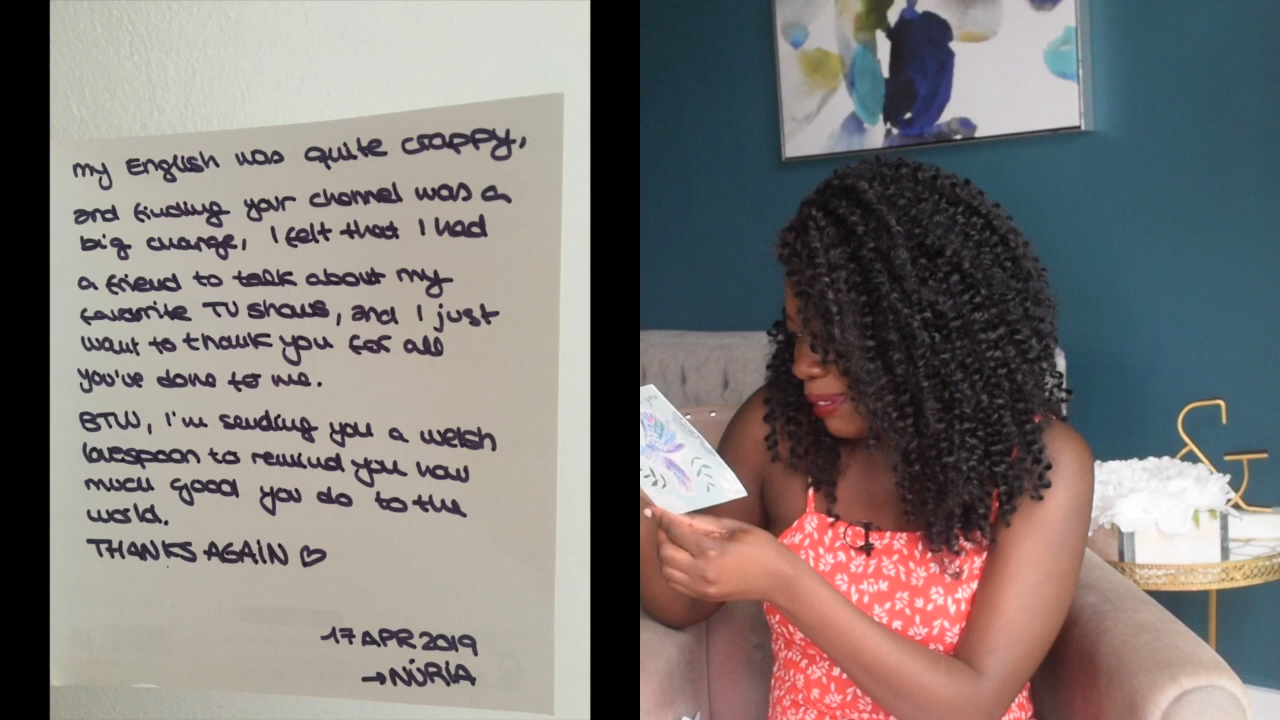 my English was quite crappy,
and finding your channel was a
big change, I felt that I had
a friend to talk about my
favorite TV shows, and I just
want to thank you for all
you've done to me.
BTW, I'm sending you a welsh
lovespoon to remind you how
much good you do to the
world.
THANKS AGAIN ♡
17 APR 2019
→NÚRIA